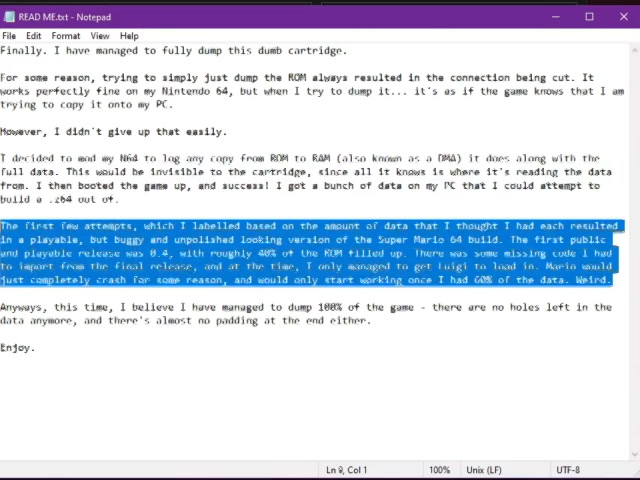 READ ME.txt - Notepad
File Edit Format View Help
Finally. I have managed to fully dump this dumb cartridge.
For some reason, trying to simply just dump the ROM always resulted in the connection being cut. It
works perfectly fine on my Nintendo 64, but when I try to dump it... it's as if the game knows that I am
trying to copy it onto my PC.
However, I didn't give up that easily.
I decided to mod my N64 to log any copy from ROM to RAM (also known as a DMA) it does along with the
full data. This would be invisible to the cartridge, since all it knows is where it's reading the data
from. I then booted the game up, and success! I got a bunch of data on my PC that I could attempt to
build a .z64 out of.
The first few attempts, which I labelled based on the amount of data that I thought I had each resulted
in a playable, but buggy and unpolished looking version of the Super Mario 64 build. The first public
and playable release was 0.4, with roughly 40% of the ROM filled up. There was some missing code I had
to import from the final release, and at the time, I only managed to get Luigi to load in. Mario would
just completely crash for some reason, and would only start working once I had 60% of the data. Weird.
Anyways, this time, I believe I have managed to dump 100% of the game - there are no holes left in the
data anymore, and there's almost no padding at the end either.
Enjoy.
Ln 9, Col 1 100% Unix (LF) UTF-8